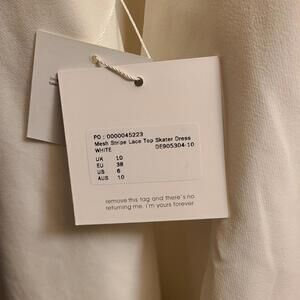 PO : 0000045223
Mesh Stripe Lace Top Skater Dress
WHITE DE905304-10
UK 10
EU 38
US 6
AUS 10
remove this tag and there's no
returning me. i'm yours forever